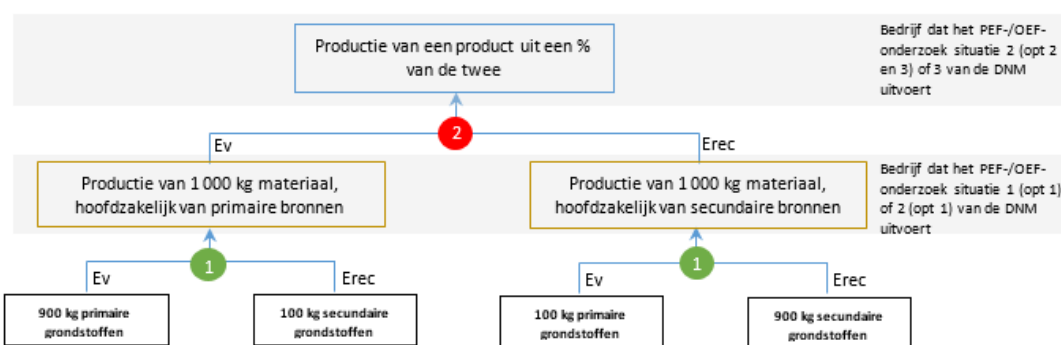 Productie van een product uit een %
van de twee
Bedrijf dat het PEF-/OEF-
onderzoek situatie 2 (opt 2
en 3) of 3 van de DNM
uitvoert
2
Ev
Erec
Productie van 1 000 kg materiaal,
hoofdzakelijk van primaire bronnen
Productie van 1 000 kg materiaal,
hoofdzakelijk van secundaire bronnen
Bedrijf dat het PEF-/OEF-
onderzoek situatie 1 (opt 1)
of 2 (opt 1) van de DNM
uitvoert
1
Ev
Erec
1
Ev
Erec
900 kg primaire
grondstoffen
100 kg secundaire
grondstoffen
100 kg primaire
grondstoffen
900 kg secundaire
grondstoffen